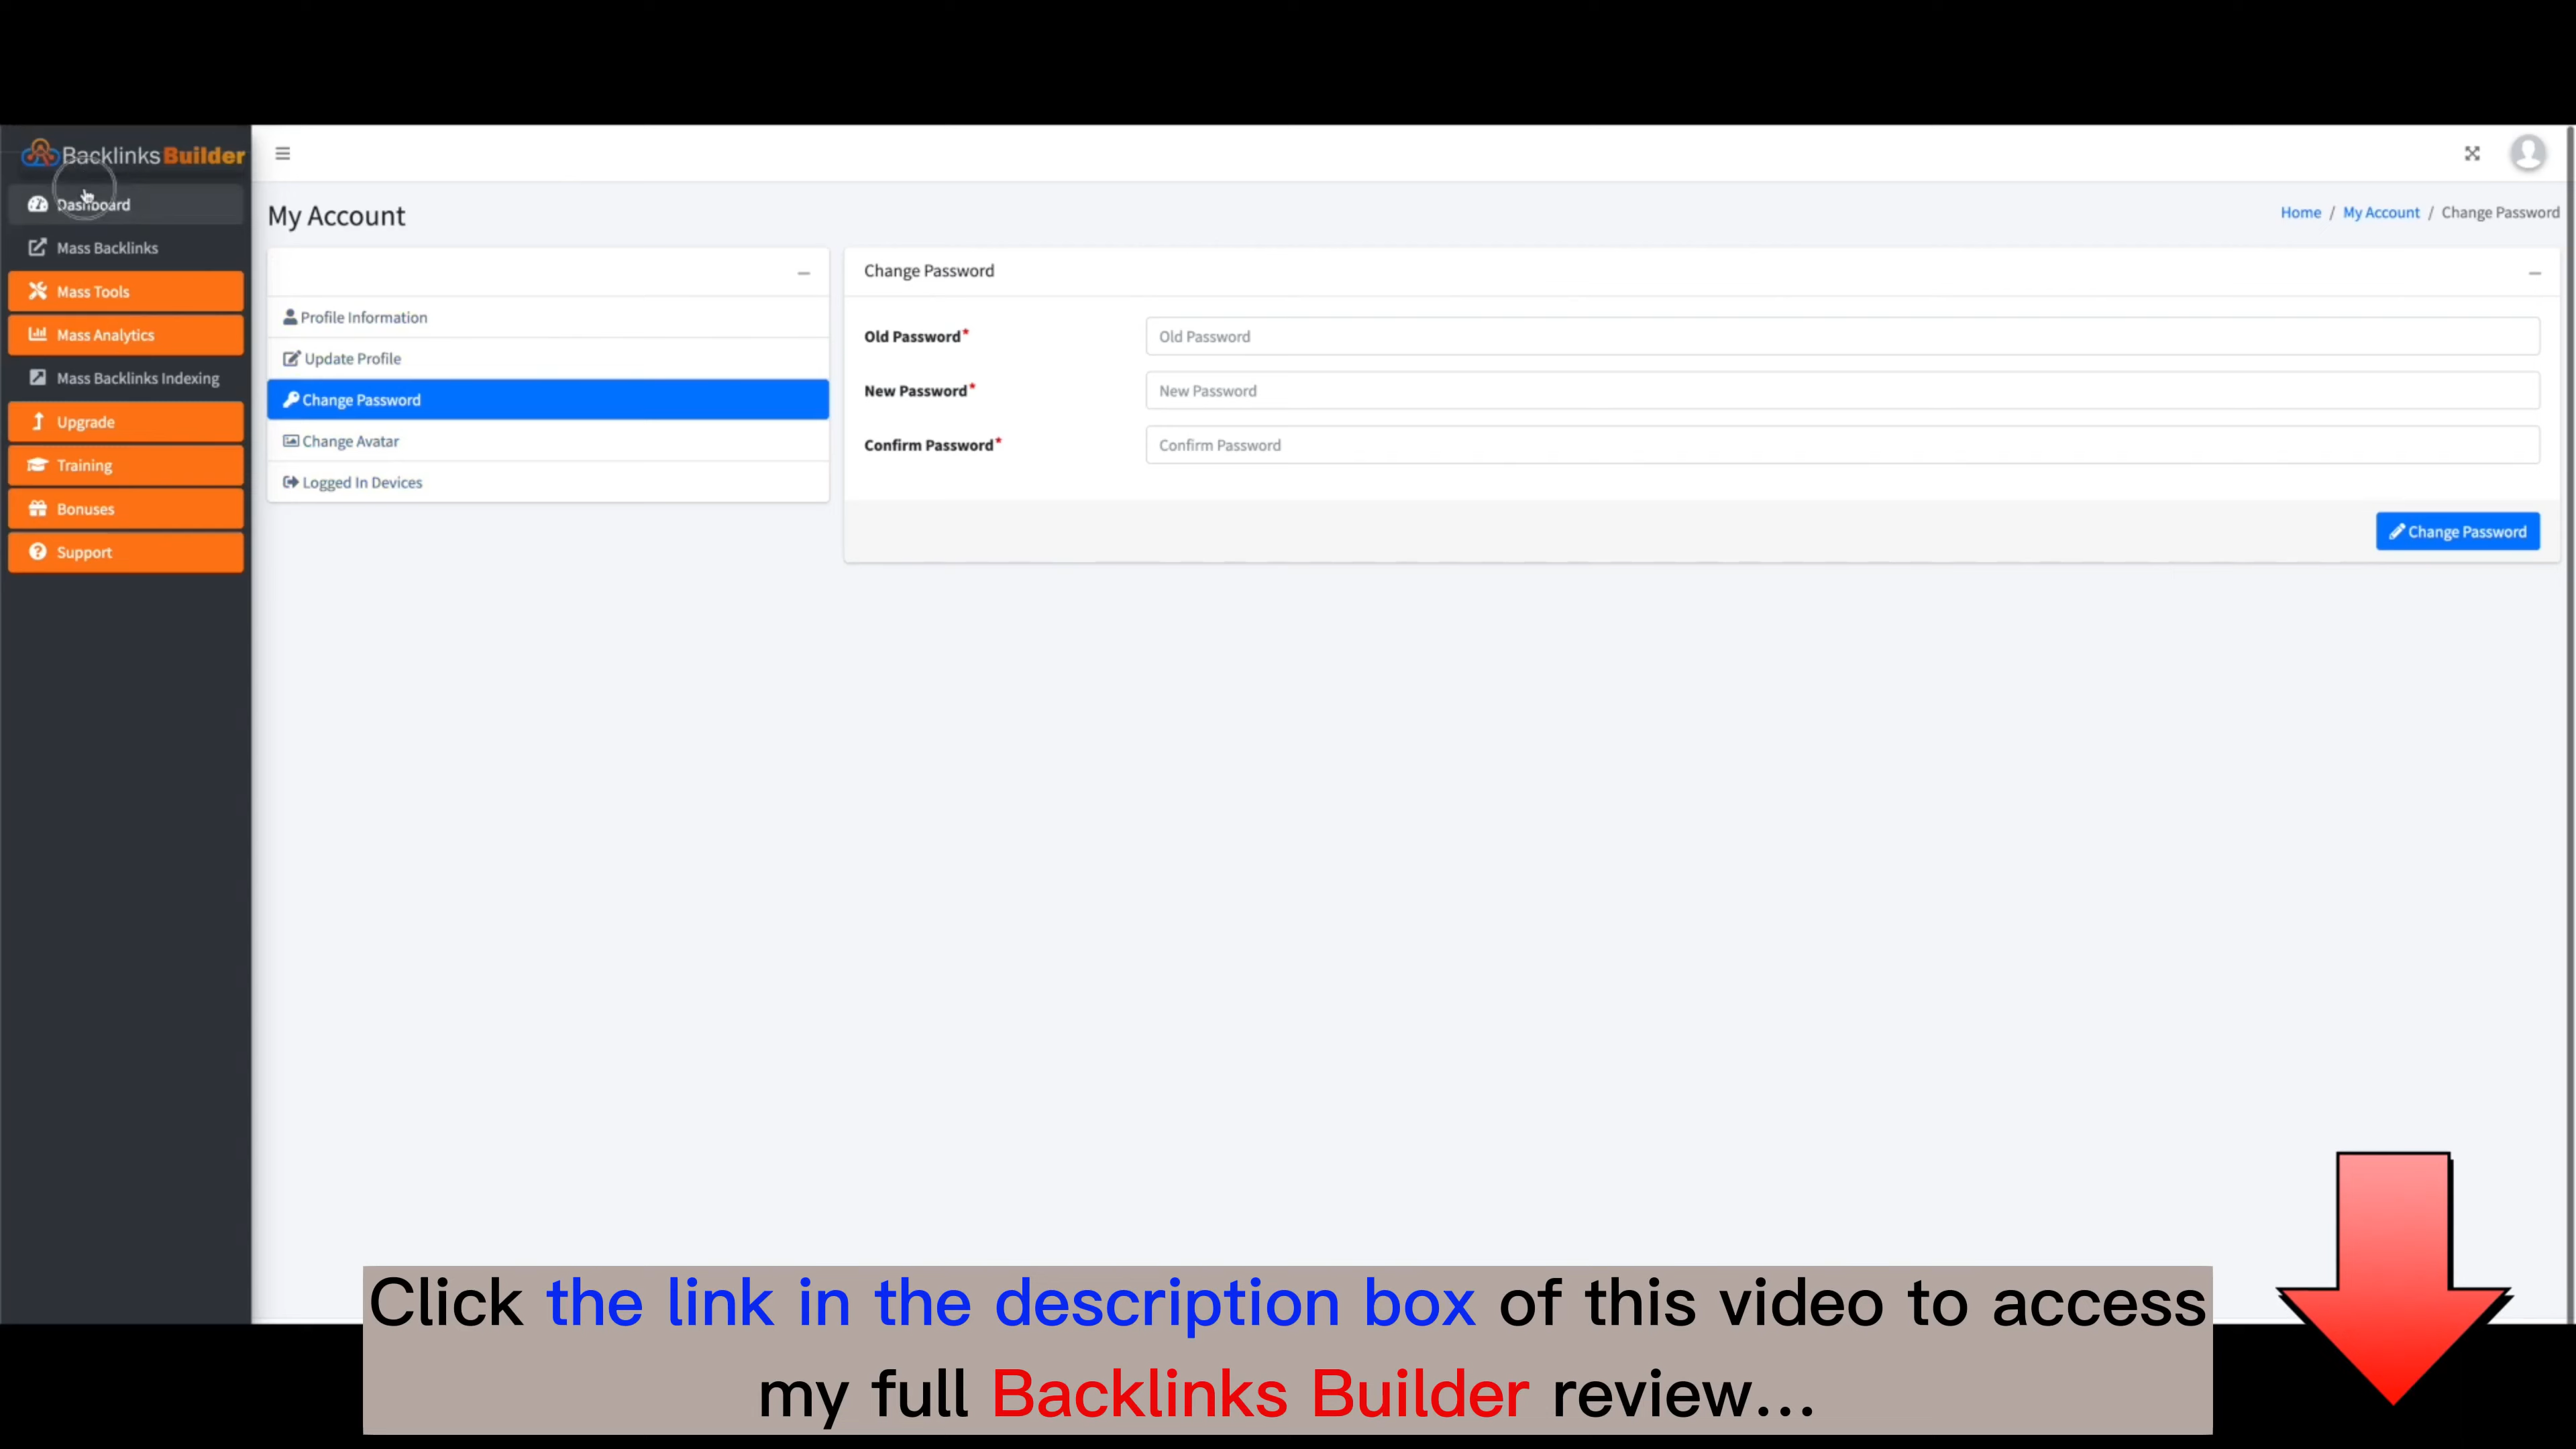 Backlinks Builder
Dashboard
Mass Backlinks
Mass Tools
Mass Analytics
Mass Backlinks Indexing
Upgrade
Training
Bonuses
Support
My Account
Home / My Account / Change Password
Profile Information
Update Profile
Change Password
Change Avatar
Logged In Devices
Change Password
Old Password* Old Password
New Password* New Password
Confirm Password* Confirm Password
Change Password
Click the link in the description box of this video to access
my full Backlinks Builder review...